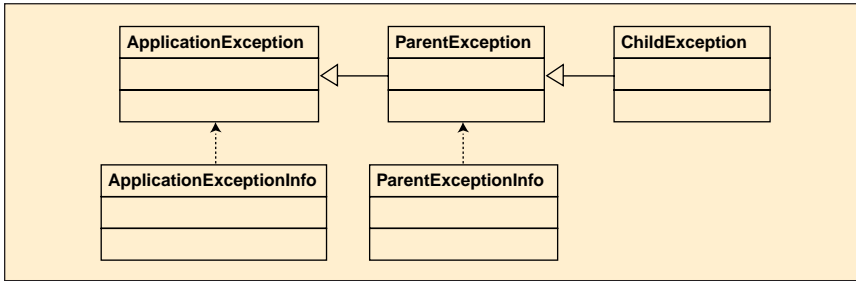 ApplicationException
ParentException
ChildException
ApplicationExceptionInfo
ParentExceptionInfo